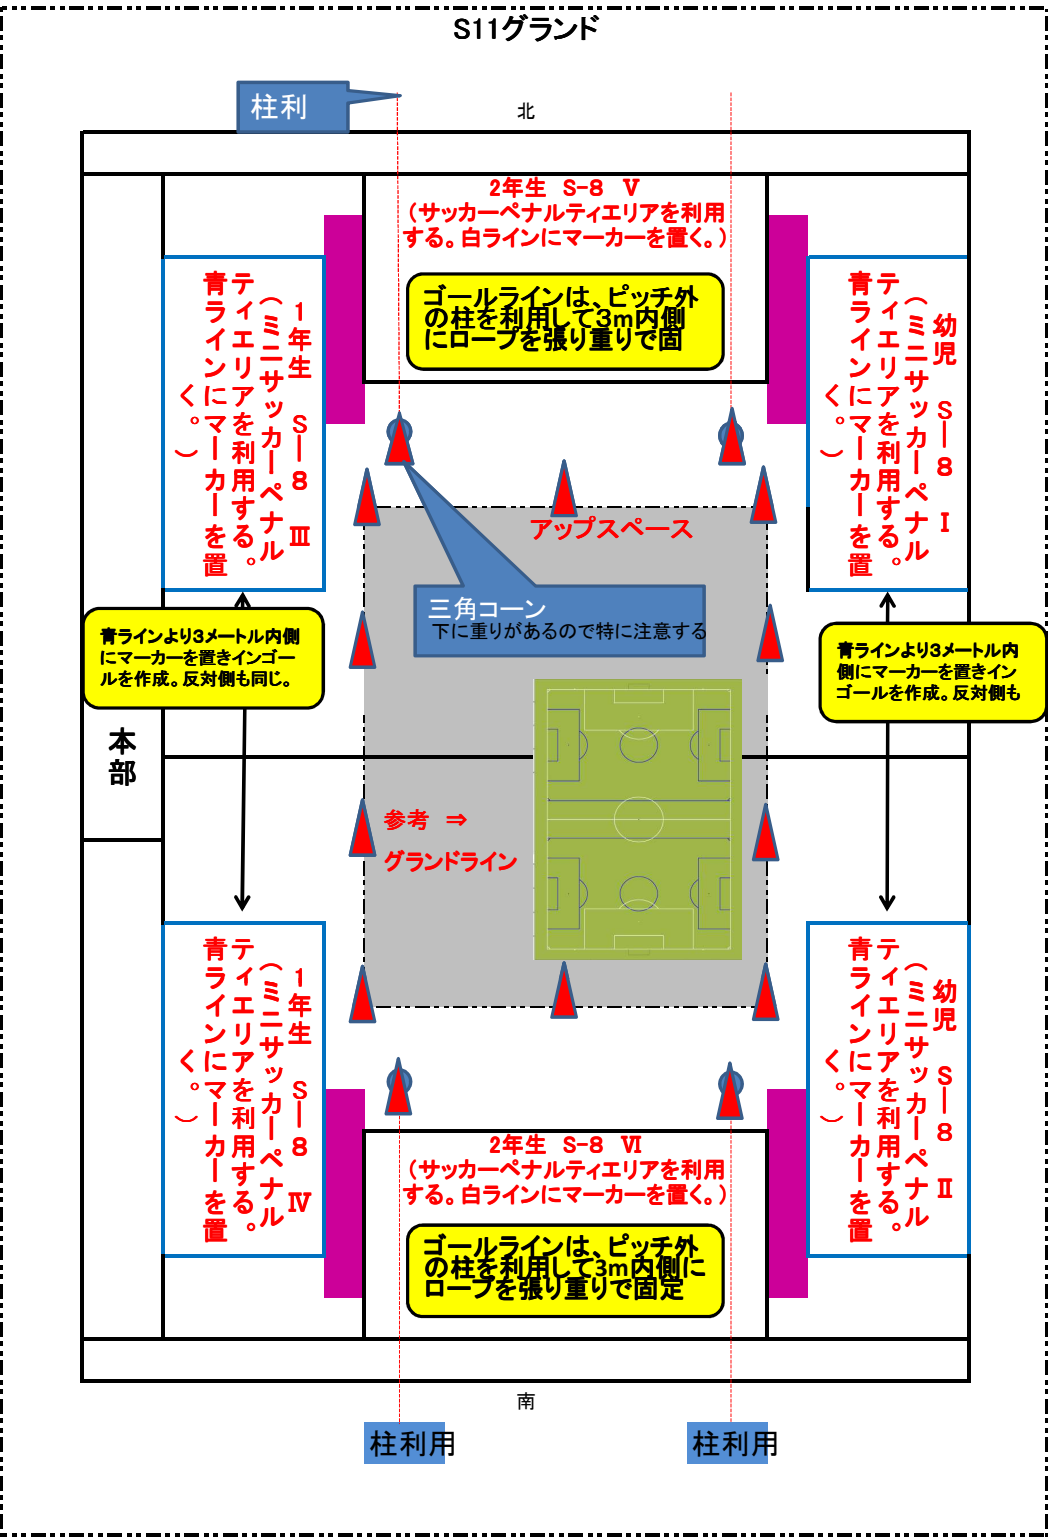 S11グランド
柱利
北
2年生 S-8 Ⅴ
(サッカーペナルティエリアを利用
する。白ラインにマーカーを置く。)
ゴールラインは、ピッチ外
の柱を利用して3m内側
にロープを張り重りで固
1年生 S-8 Ⅲ
(ミニサッカーペナル
ティエリアを利用する。
青ラインにマーカーを置
く。)
幼児 S-8 Ⅰ
(ミニサッカーペナル
ティエリアを利用する。
青ラインにマーカーを置
く。)
アップスペース
三角コーン
下に重りがあるので特に注意する
青ラインより3メートル内側
にマーカーを置きインゴー
ルを作成。反対側も同じ。
青ラインより3メートル内
側にマーカーを置きイン
ゴールを作成。反対側も
本部
参考 ⇒
グランドライン
1年生 S-8 Ⅳ
(ミニサッカーペナル
ティエリアを利用する。
青ラインにマーカーを置
く。)
幼児 S-8 Ⅱ
(ミニサッカーペナル
ティエリアを利用する。
青ラインにマーカーを置
く。)
2年生 S-8 Ⅵ
(サッカーペナルティエリアを利用
する。白ラインにマーカーを置く。)
ゴールラインは、ピッチ外
の柱を利用して3m内側に
ロープを張り重りで固定
南
柱利用
柱利用